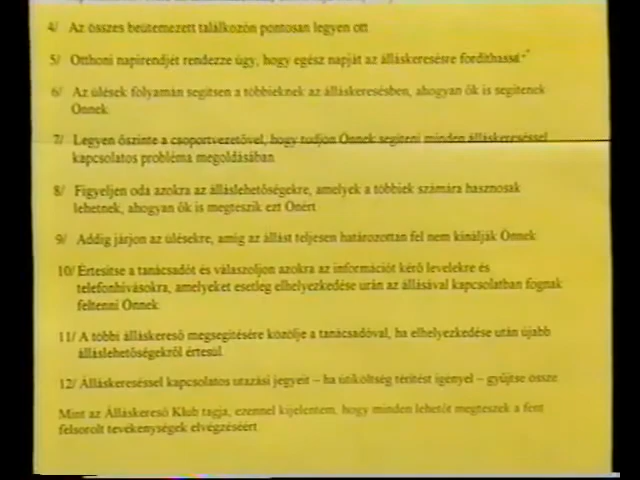 4/ Az összes beütemezett találkozón pontosan legyen ott
5/ Otthoni napirendjét rendezze úgy, hogy egész napját az álláskeresésre fordíthassa
6/ Az ülések folyamán segítsen a többieknek az álláskeresésben, ahogyan ők is segítenek
Önnek
7/ Legyen őszinte a csoportvezetővel, hogy tudjon Önnek segíteni minden álláskereséssel
kapcsolatos probléma megoldásában
8/ Figyeljen oda azokra az álláslehetőségekre, amelyek a többiek számára hasznosak
lehetnek, ahogyan ők is megteszik ezt Önért
9/ Addig járjon az ülésekre, amíg az állást teljesen határozottan fel nem kínálják Önnek
10/ Értesítse a tanácsadót és válaszoljon azokra az információt kérő levelekre és
telefonhívásokra, amelyeket esetleg elhelyezkedése után az állásával kapcsolatban fognak
feltenni Önnek
11/ A többi álláskereső megsegítésére közölje a tanácsadóval, ha elhelyezkedése után újabb
álláslehetőségekről értesül
12/ Álláskereséssel kapcsolatos utazási jegyeit – ha útiköltség térítést igényel – gyűjtse össze
Mint az Álláskereső Klub tagja, ezennel kijelentem, hogy minden lehetőt megteszek a fent
felsorolt tevékenységek elvégzéséért